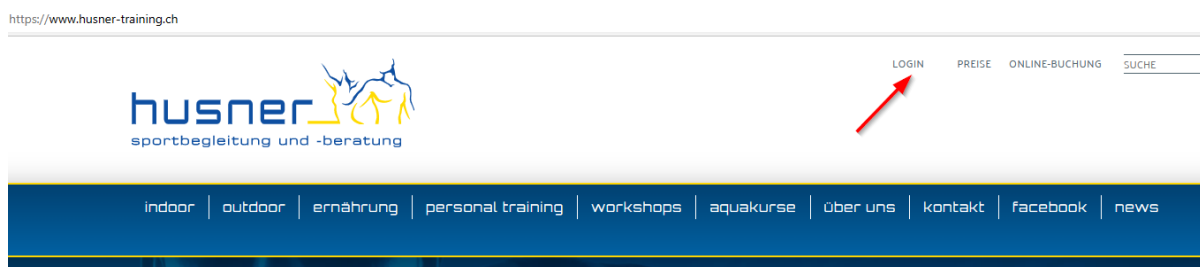 https://www.husner-training.ch
LOGIN PREISE ONLINE-BUCHUNG SUCHE
husner
sportbegleitung und -beratung
indoor outdoor ernährung personal training workshops aquakurse über uns kontakt facebook news